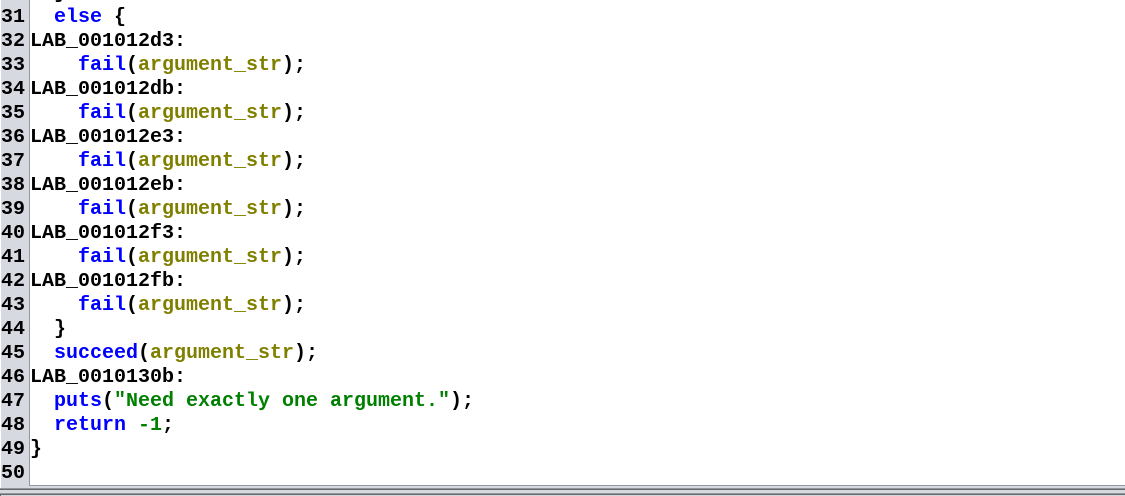 31 else {
32 LAB_001012d3:
33 fail(argument_str);
34 LAB_001012db:
35 fail(argument_str);
36 LAB_001012e3:
37 fail(argument_str);
38 LAB_001012eb:
39 fail(argument_str);
40 LAB_001012f3:
41 fail(argument_str);
42 LAB_001012fb:
43 fail(argument_str);
44 }
45 succeed(argument_str);
46 LAB_0010130b:
47 puts("Need exactly one argument.");
48 return -1;
49 }
50